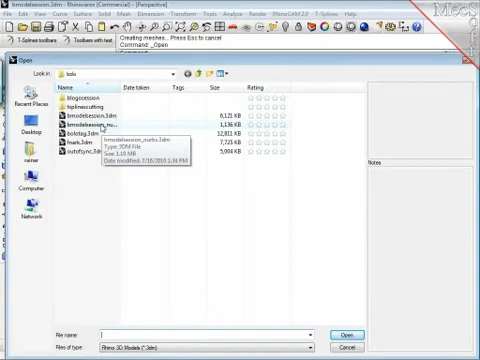 bmodelsession.3dm - Rhinoceros (Commercial) - [Perspective]
File Edit View Curve Surface Solid Mesh Dimension Transform Tools Analyze Render RhinoCAM 2.0 T-Splines Help
T-Splines Toolbars Toolbars with text
Creating meshes... Press Esc to cancel
Command: _Open
Open
Look in: bolo
Name Date taken Tags Size Rating
blogosession
tsplinescutting
bmodelsession.3dm 6,121 KB
bmodelsession_nu... 1,136 KB
bolotag.3dm 12,811 KB
fnark.3dm 7,725 KB
outofsync.3dm 5,004 KB
bmodelsession_nurbs.3dm
Type: 3DM File
Size: 1.10 MB
Date modified: 7/16/2010 1:34 PM
Recent Places
Desktop
rainer
Computer
Network
Notes
File name:
Open
Files of type: Rhino 3D Models (*.3dm)
Cancel